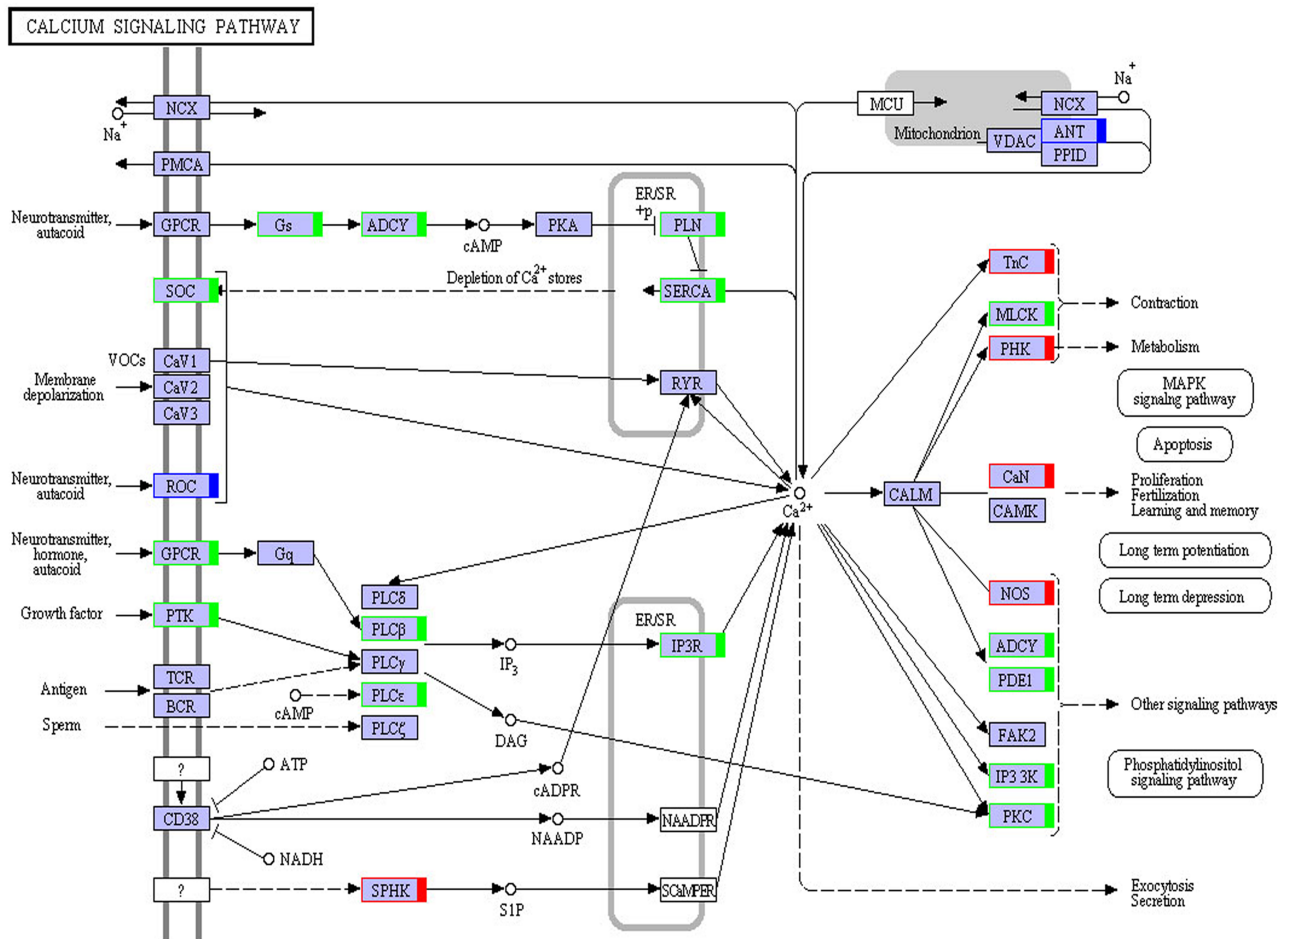 CALCIUM SIGNALING PATHWAY
NCX
Na+
PMCA
MCU
Mitochondrion
NCX
Na+
VDAC
ANT
PPID
Neurotransmitter,
autacoid
GPCR
Gs
ADCY
cAMP
PKA
ER/SR
+p
PLN
SOC
Depletion of Ca2+ stores
SERCA
TnC
MLCK
Contraction
PHK
Metabolism
VOCs
CaV1
Membrane
depolarization
CaV2
CaV3
RYR
MAPK
signalng pathway
Apoptosis
Neurotransmitter,
autacoid
ROC
Ca2+
CALM
CaN
CAMK
Proliferation
Fertilization
Learning and memory
Neurotransmitter,
hormone,
autacoid
GPCR
Gq
Long term potentiation
Long term depression
PLCδ
NOS
Growth factor
PTK
PLCβ
ER/SR
IP3
IP3R
ADCY
PLCγ
TCR
Antigen
BCR
cAMP
PLCε
PDE1
Other signaling pathways
Sperm
PLCζ
DAG
FAK2
?
ATP
cADPR
IP3 3K
Phosphatidylinositol
signaling pathway
CD38
NAADP
NAADPR
PKC
NADH
?
SPHK
S1P
SCaMPER
Exocytosis
Secretion